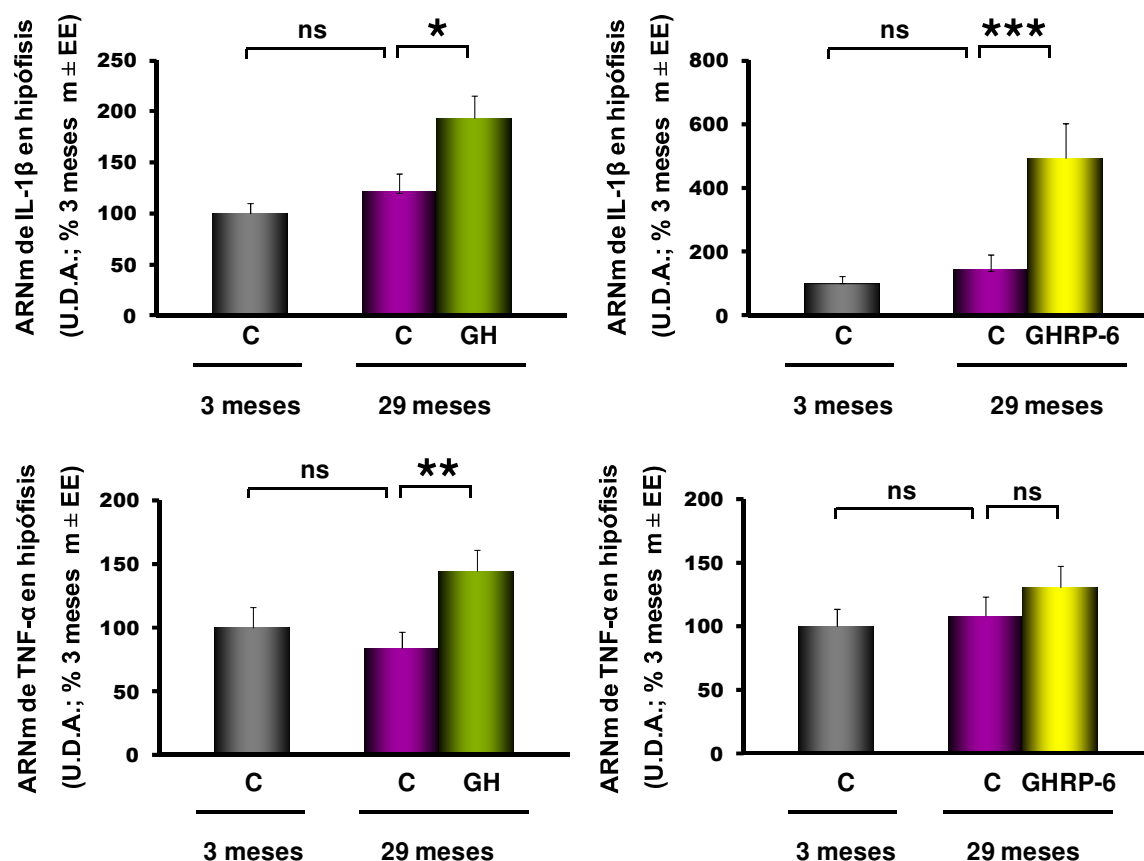 ARNm de IL-1β en hipófisis
(U.D.A.; % 3 meses m ± EE)
ns
*
250
200
150
100
50
0
C
C
GH
3 meses
29 meses
ARNm de IL-1β en hipófisis
(U.D.A.; % 3 meses m ± EE)
ns
***
800
600
400
200
0
C
C
GHRP-6
3 meses
29 meses
ARNm de TNF-α en hipófisis
(U.D.A.; % 3 meses m ± EE)
ns
**
200
150
100
50
0
C
C
GH
3 meses
29 meses
ARNm de TNF-α en hipófisis
(U.D.A.; % 3 meses m ± EE)
ns
ns
200
150
100
50
0
C
C
GHRP-6
3 meses
29 meses